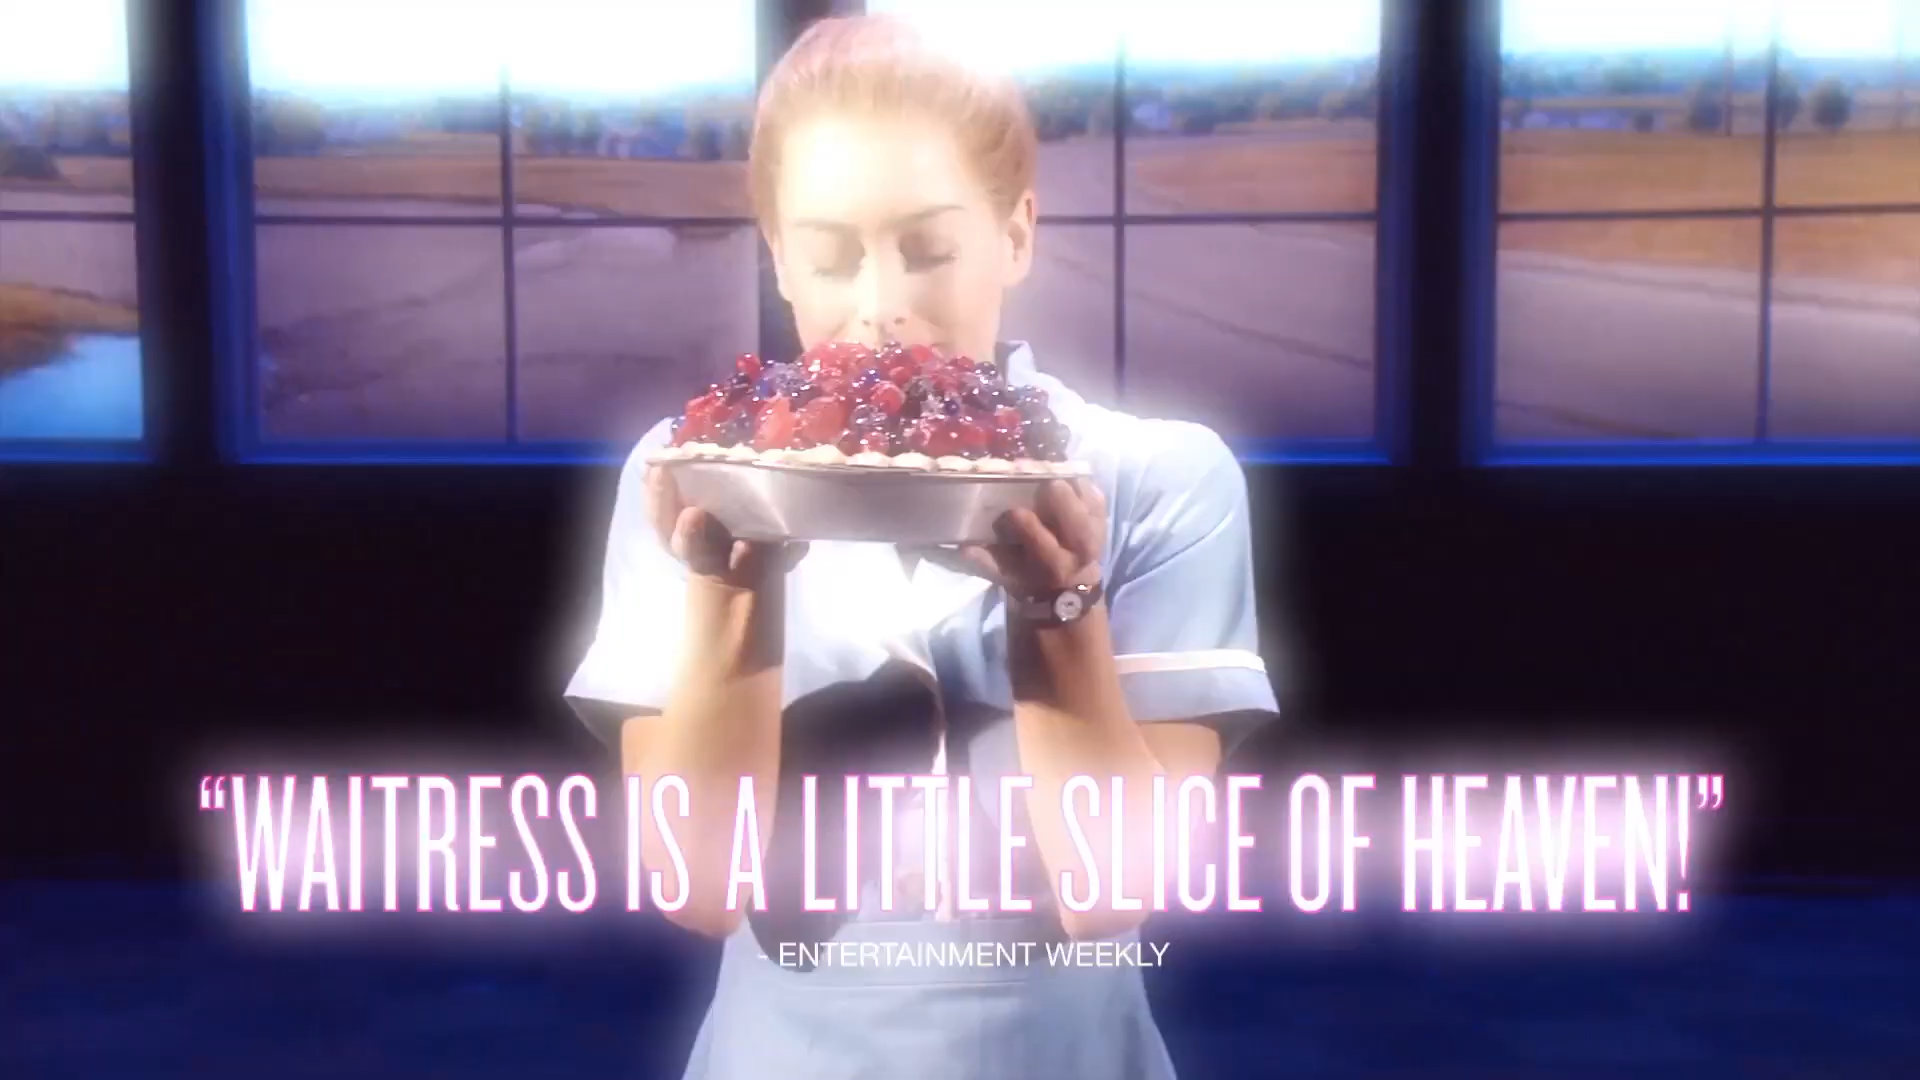 “WAITRESS IS A LITTLE SLICE OF HEAVEN!”
- ENTERTAINMENT WEEKLY